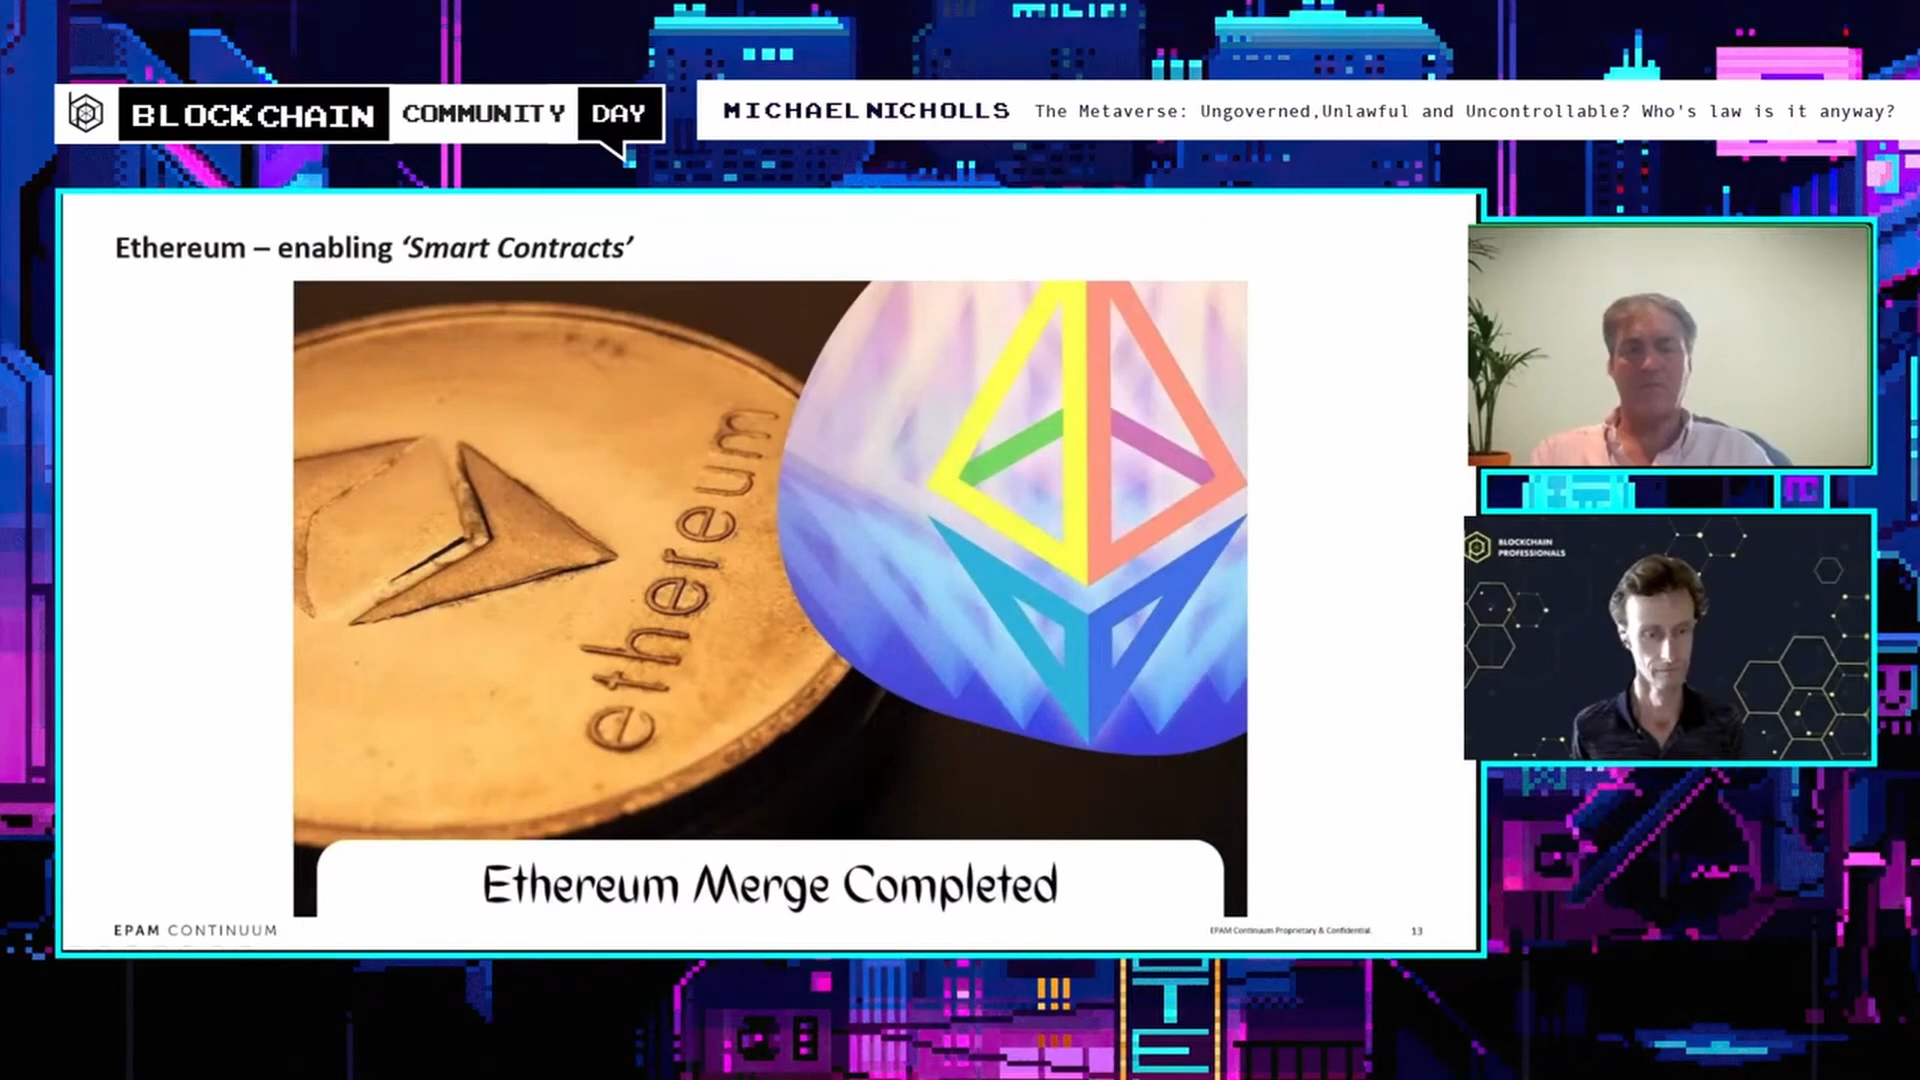 BLOCKCHAIN COMMUNITY DAY
MICHAEL NICHOLLS The Metaverse: Ungoverned,Unlawful and Uncontrollable? Who's law is it anyway?
Ethereum – enabling ‘Smart Contracts’
ethereum
BLOCKCHAIN
PROFESSIONALS
Ethereum Merge Completed
EPAM CONTINUUM
EPAM Continuum Proprietary & Confidential.
13
T
E